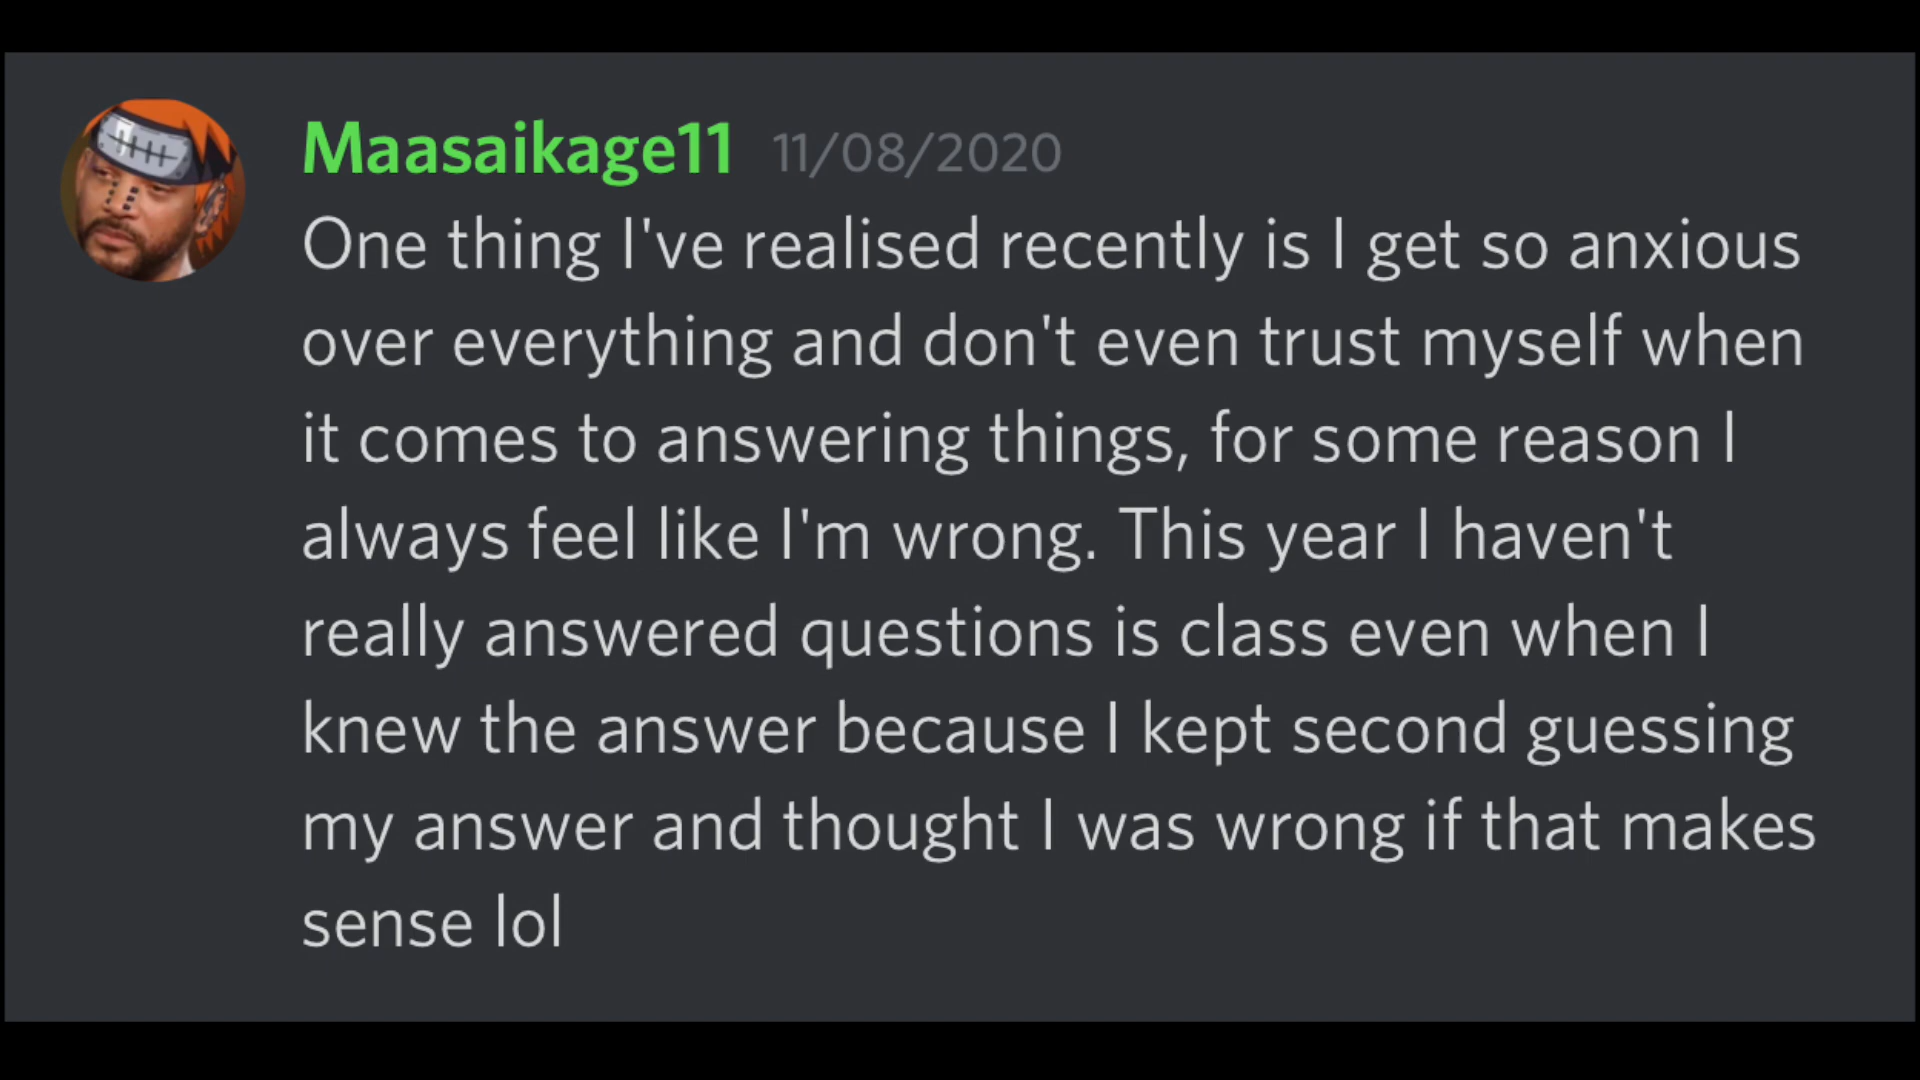 Maasaikage11 11/08/2020
One thing I've realised recently is I get so anxious
over everything and don't even trust myself when
it comes to answering things, for some reason I
always feel like I'm wrong. This year I haven't
really answered questions is class even when I
knew the answer because I kept second guessing
my answer and thought I was wrong if that makes
sense lol